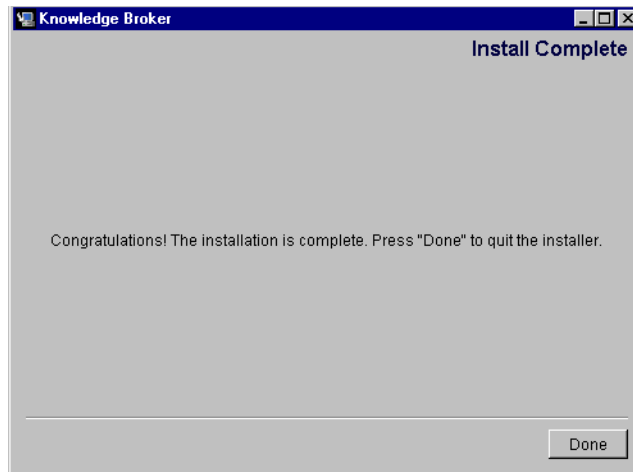 Knowledge Broker
Install Complete
Congratulations! The installation is complete. Press "Done" to quit the installer.
Done